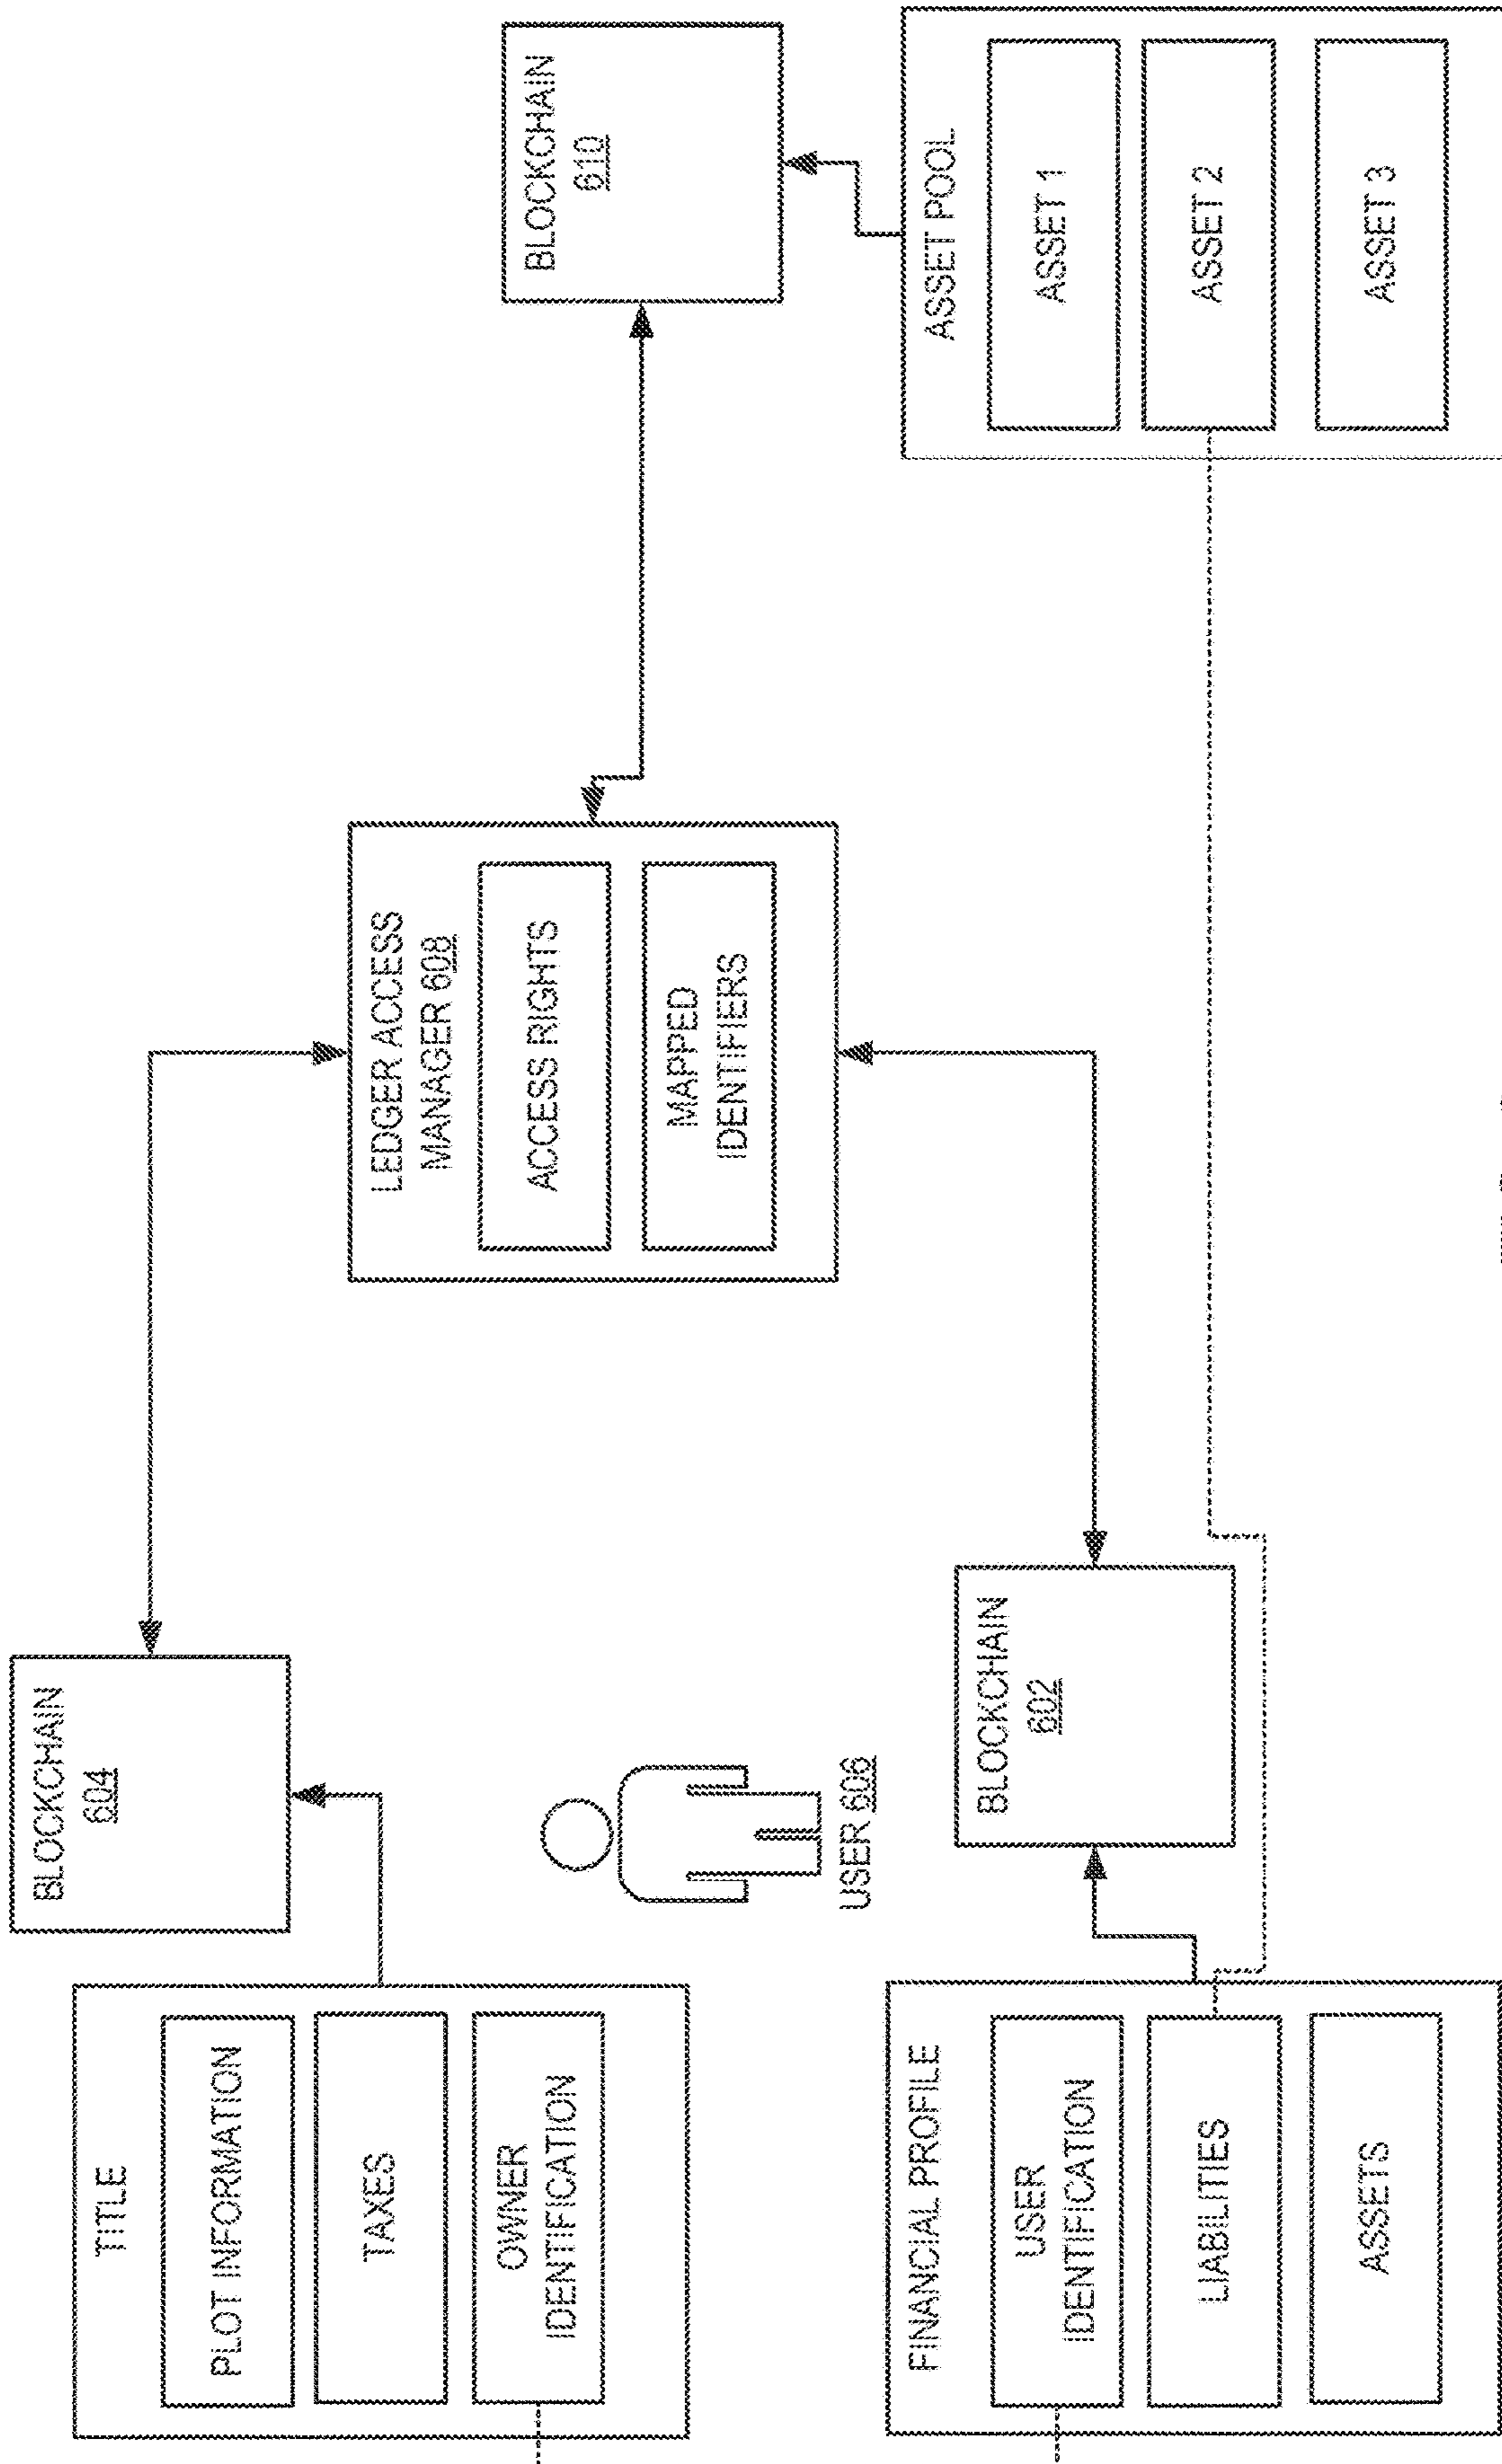 TITLE
PLOT INFORMATION
TAXES
OWNER
IDENTIFICATION
BLOCKCHAIN
604
USER 606
FINANCIAL PROFILE
USER
IDENTIFICATION
LIABILITIES
ASSETS
BLOCKCHAIN
602
LEDGER ACCESS
MANAGER 608
ACCESS RIGHTS
MAPPED
IDENTIFIERS
BLOCKCHAIN
610
ASSET POOL
ASSET 1
ASSET 2
ASSET 3